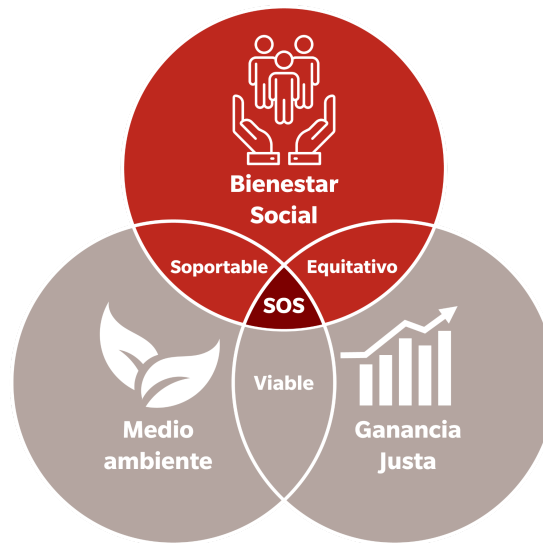 Bienestar
Social
Soportable
Equitativo
SOS
Viable
Medio
ambiente
Ganancia
Justa